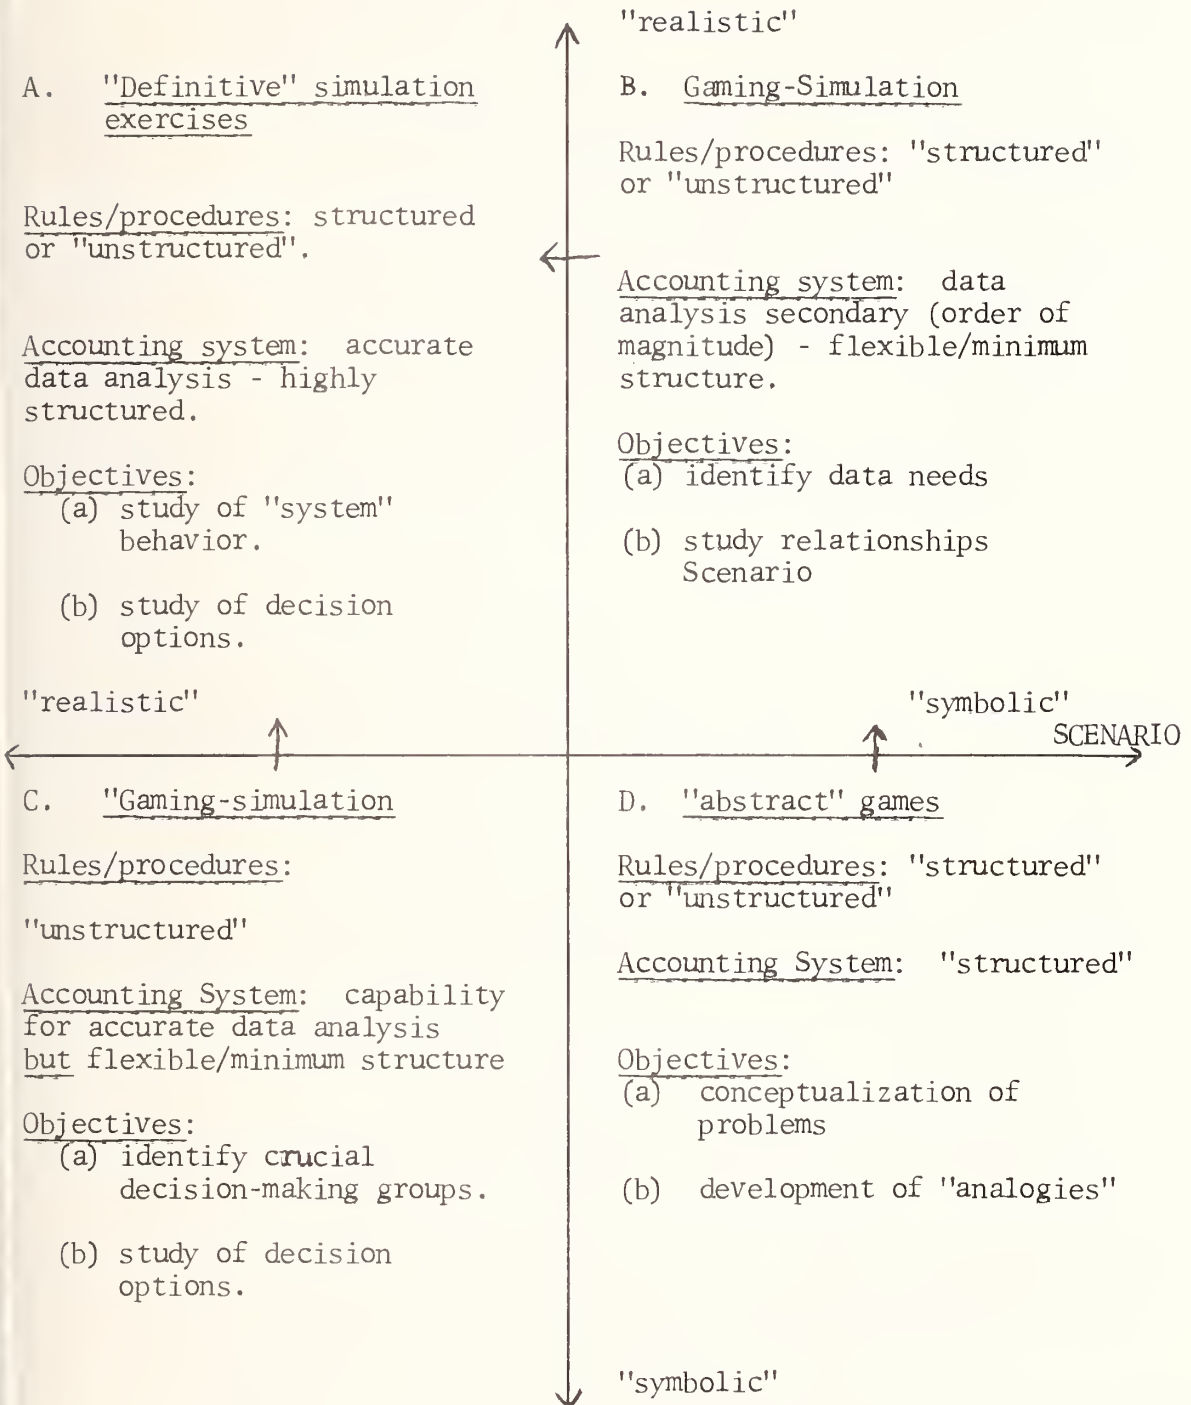 "realistic"
A. "Definitive" simulation
exercises
Rules/procedures: structured
or "unstructured".
Accounting system: accurate
data analysis - highly
structured.
Objectives:
(a) study of "system"
behavior.
(b) study of decision
options.
"realistic"
B. Gaming-Simulation
Rules/procedures: "structured"
or "unstructured"
Accounting system: data
analysis secondary (order of
magnitude) - flexible/minimum
structure.
Objectives:
(a) identify data needs
(b) study relationships
Scenario
"symbolic"
SCENARIO
C. "Gaming-simulation
Rules/procedures:
"unstructured"
Accounting System: capability
for accurate data analysis
but flexible/minimum structure
Objectives:
(a) identify crucial
decision-making groups.
(b) study of decision
options.
D. "abstract" games
Rules/procedures: "structured"
or "unstructured"
Accounting System: "structured"
Objectives:
(a) conceptualization of
problems
(b) development of "analogies"
"symbolic"